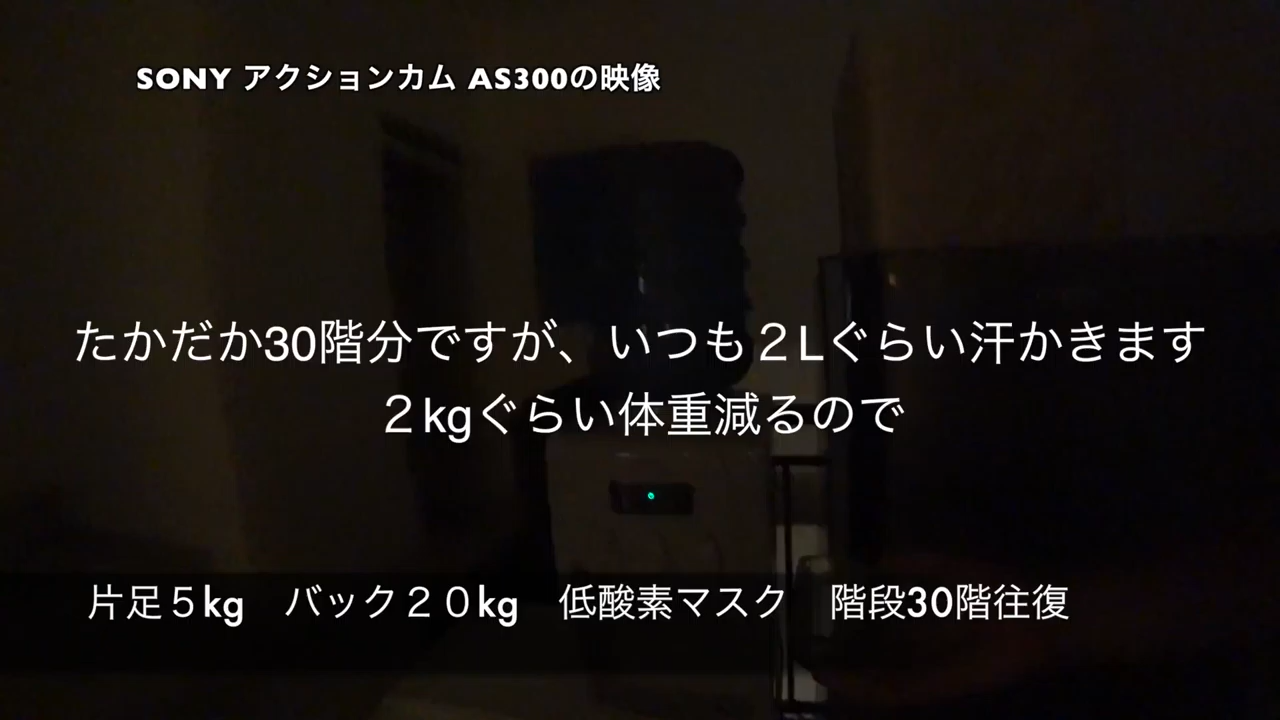 SONY アクションカム AS300の映像
たかだか30階分ですが、いつも２Lぐらい汗かきます
２kgぐらい体重減るので
片足５kg　バック２０kg　低酸素マスク　階段30階往復